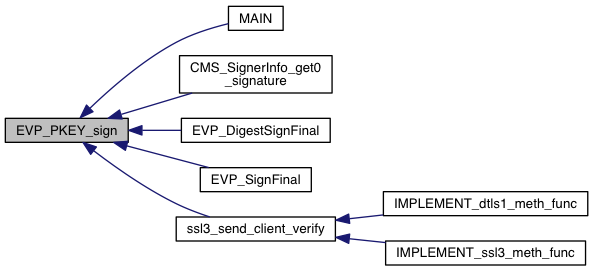 MAIN
CMS_SignerInfo_get0
_signature
EVP_PKEY_sign
EVP_DigestSignFinal
EVP_SignFinal
ssl3_send_client_verify
IMPLEMENT_dtls1_meth_func
IMPLEMENT_ssl3_meth_func